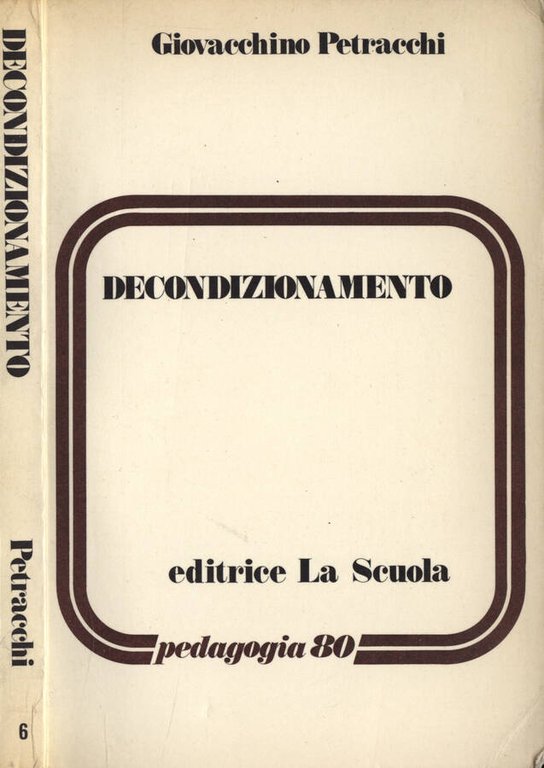 Giovacchino Petracchi
DECONDIZIONAMENTO
editrice La Scuola
pedagogia 80
DECONDIZIONAMENTO
Petracchi
6